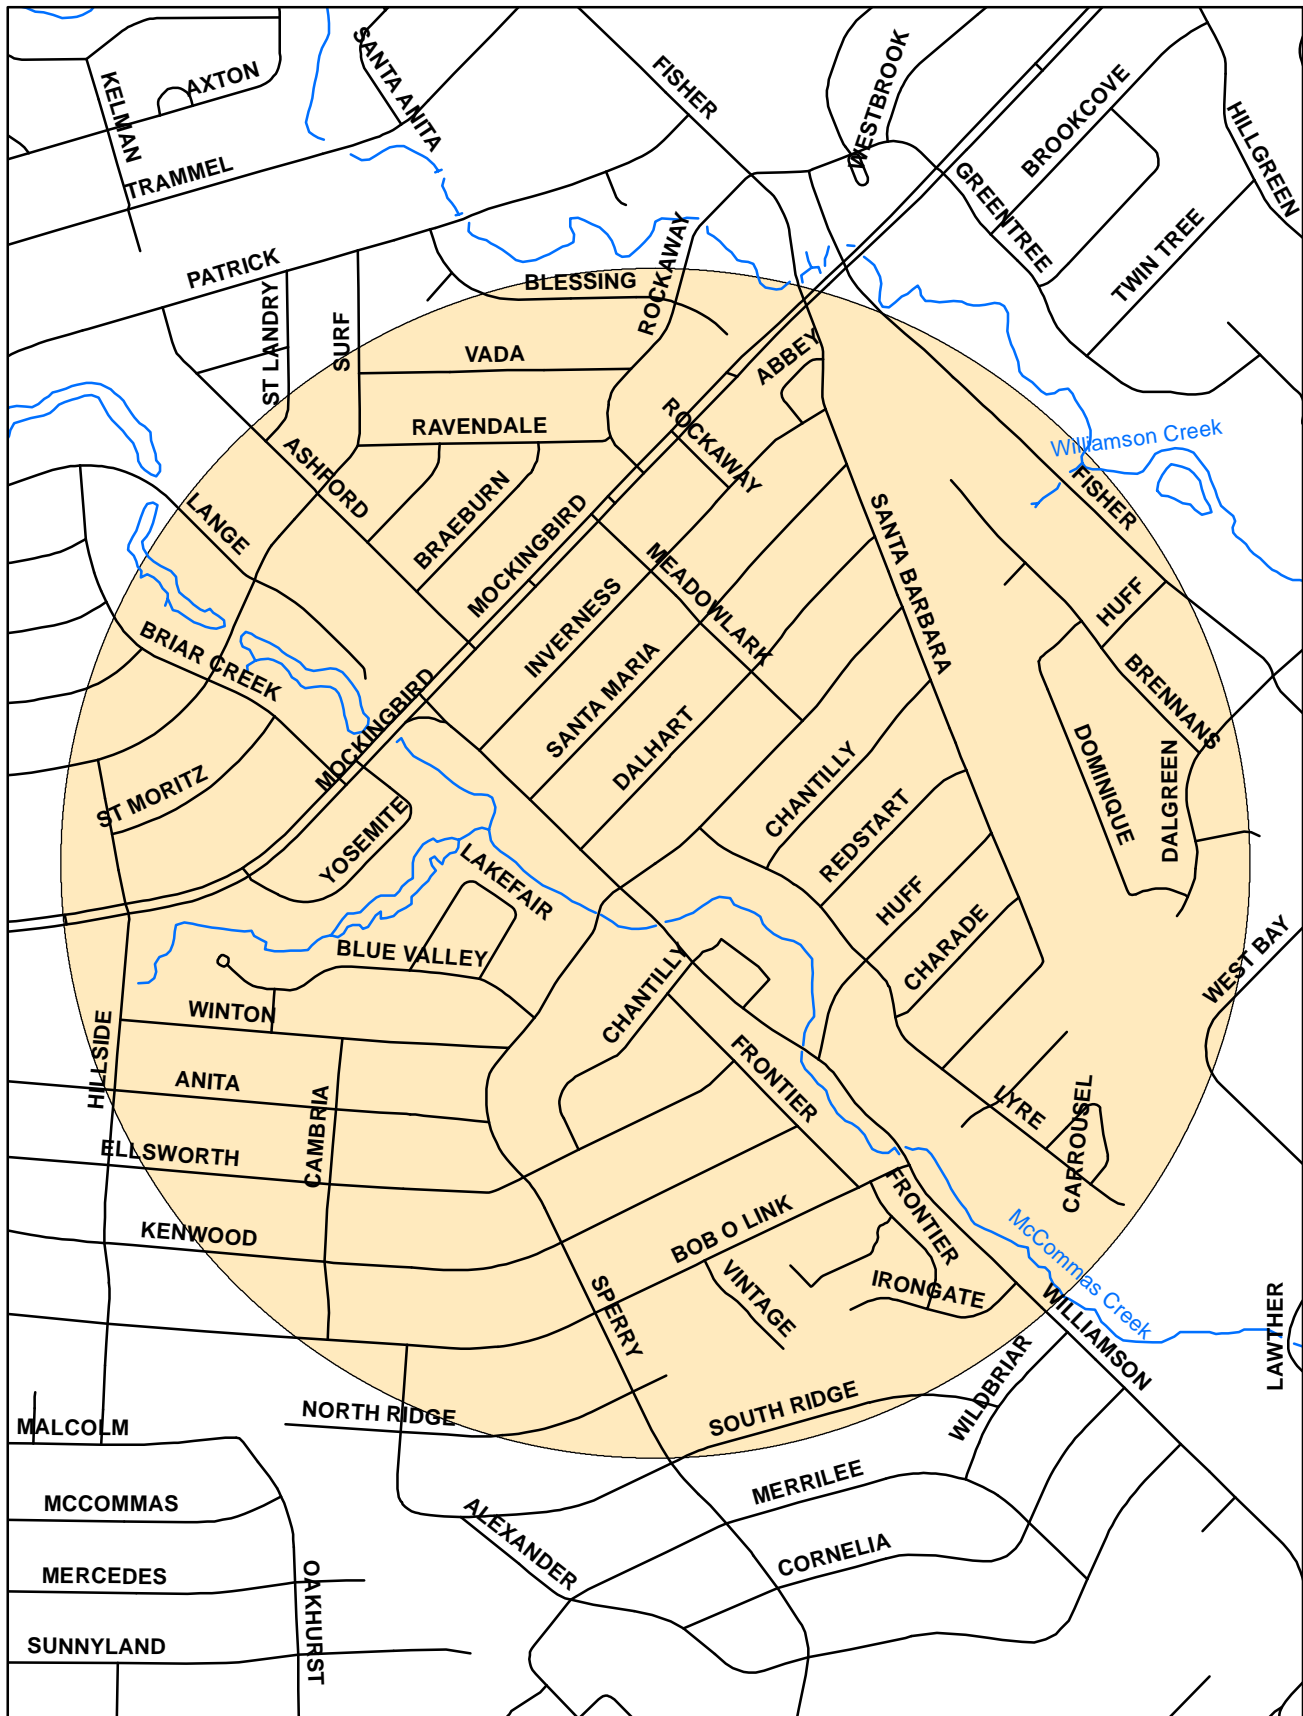 SANTA ANITA
FISHER
WESTBROOK
KELMAN
AXTON
BROOKCOVE
HILLGREEN
TRAMMEL
GREENTREE
TWIN TREE
PATRICK
ROCKAWAY
BLESSING
ST LANDRY
SURF
VADA
ABBEY
RAVENDALE
ROCKAWAY
Williamson Creek
ASHFORD
FISHER
LANGE
BRAEBURN
MOCKINGBIRD
SANTA BARBARA
MEADOWLARK
INVERNESS
HUFF
BRIAR CREEK
SANTA MARIA
BRENNANS
MOCKINGBIRD
DALHART
DOMINIQUE
DALGREEN
ST MORITZ
CHANTILLY
YOSEMITE
REDSTART
LAKEFAIR
HUFF
CHARADE
BLUE VALLEY
WEST BAY
CHANTILLY
WINTON
HILLSIDE
FRONTIER
ANITA
CAMBRIA
LYRE
CARROUSEL
ELLSWORTH
KENWOOD
BOB O LINK
FRONTIER
McCommas Creek
VINTAGE
IRONGATE
SPERRY
WILLIAMSON
LAWTHER
WILDBRIAR
NORTH RIDGE
SOUTH RIDGE
MALCOLM
MERRILEE
MCCOMMAS
ALEXANDER
CORNELIA
MERCEDES
OAKHURST
SUNNYLAND